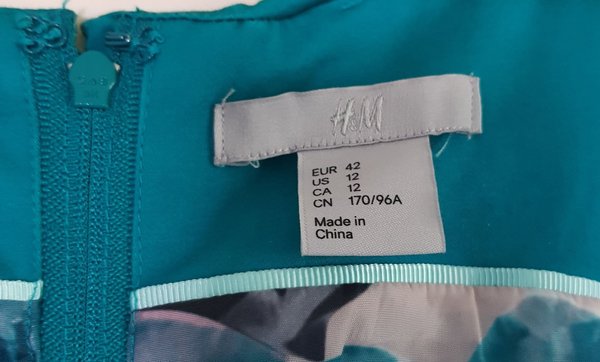 H&M
EUR 42
US 12
CA 12
CN 170/96A
Made in
China